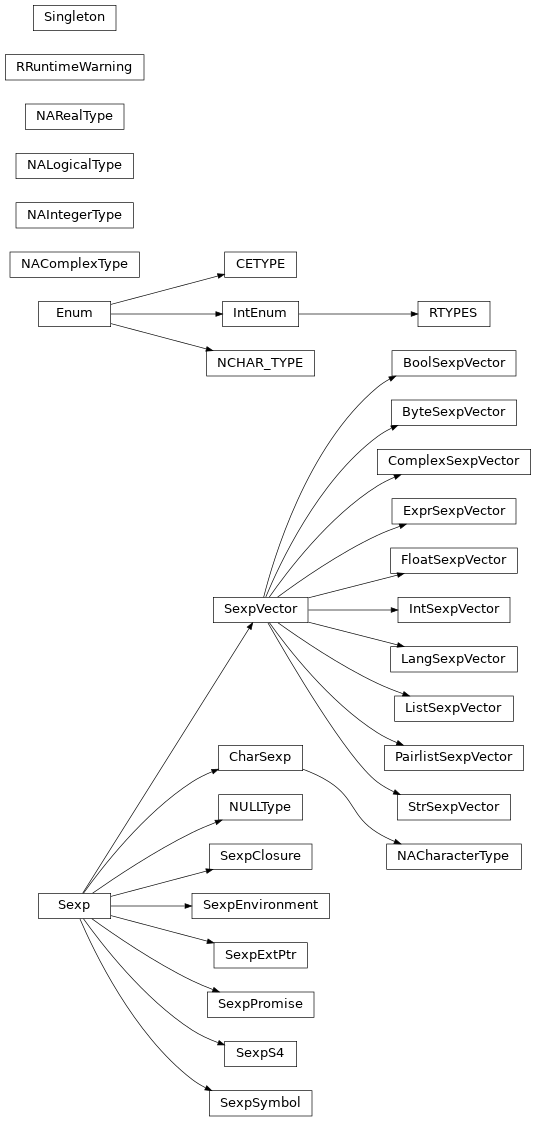 Singleton
RRuntimeWarning
NARealType
NALogicalType
NAIntegerType
NAComplexType
CETYPE
Enum
IntEnum
RTYPES
NCHAR_TYPE
BoolSexpVector
ByteSexpVector
ComplexSexpVector
ExprSexpVector
FloatSexpVector
SexpVector
IntSexpVector
LangSexpVector
ListSexpVector
CharSexp
PairlistSexpVector
NULLType
StrSexpVector
SexpClosure
NACharacterType
Sexp
SexpEnvironment
SexpExtPtr
SexpPromise
SexpS4
SexpSymbol